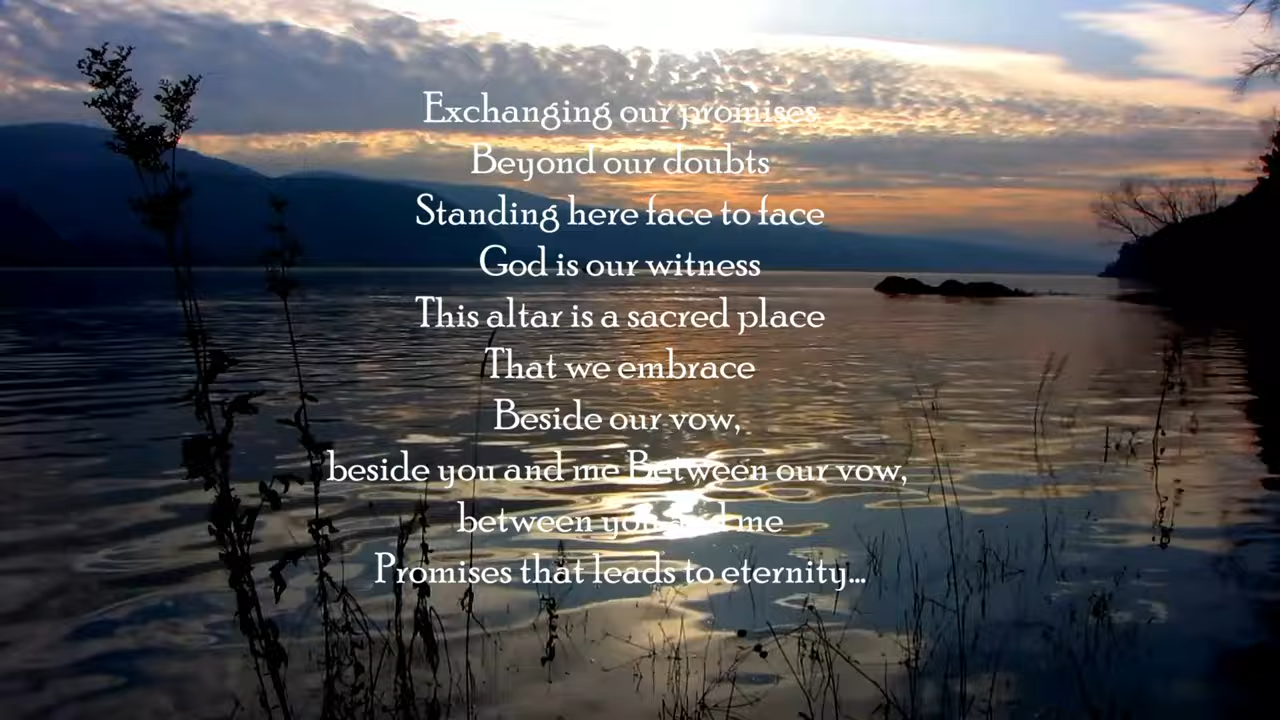 Exchanging our promises
Beyond our doubts
Standing here face to face
God is our witness
This altar is a sacred place
That we embrace
Beside our vow,
beside you and me Between our vow,
between you and me
Promises that leads to eternity...